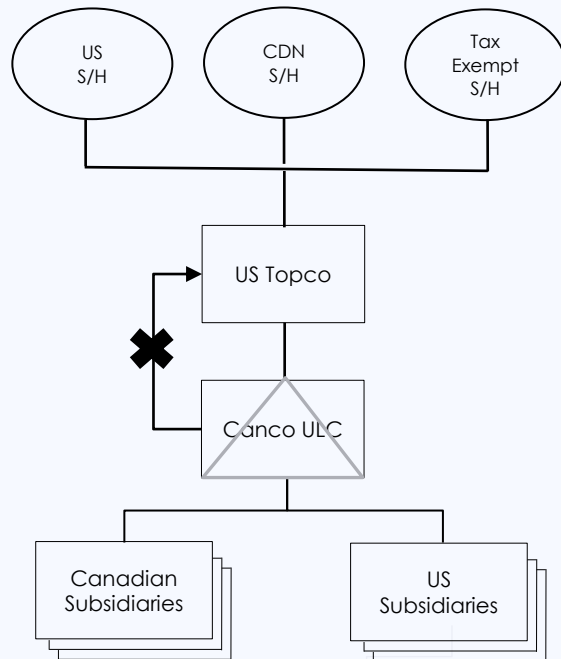 US
S/H
CDN
S/H
Tax
Exempt
S/H
US Topco
Canco ULC
Canadian
Subsidiaries
US
Subsidiaries